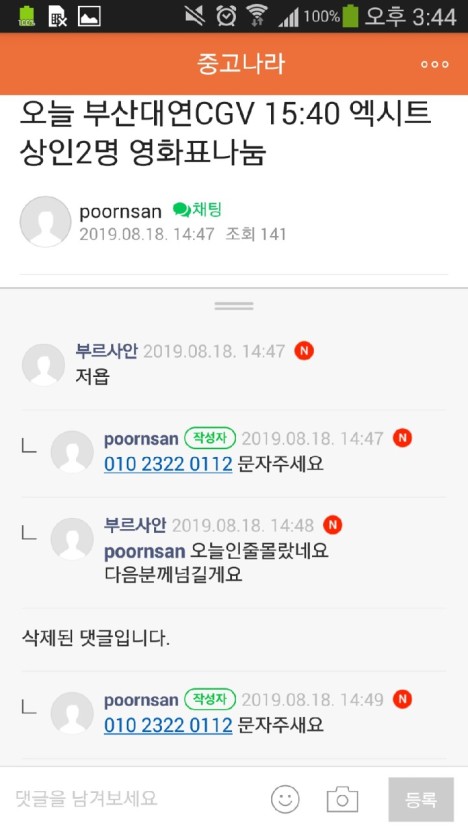 100% 100% 오후 3:44
중고나라
오늘 부산대연CGV 15:40 엑시트
상인2명 영화표나눔
poornsan 채팅
2019.08.18. 14:47 조회 141
부르사안 2019.08.18. 14:47 N
저욥
poornsan 작성자 2019.08.18. 14:47 N
010 2322 0112 문자주세요
부르사안 2019.08.18. 14:48 N
poornsan 오늘인줄몰랐네요
다음분께넘길게요
삭제된 댓글입니다.
poornsan 작성자 2019.08.18. 14:49 N
010 2322 0112 문자주새요
댓글을 남겨보세요 등록